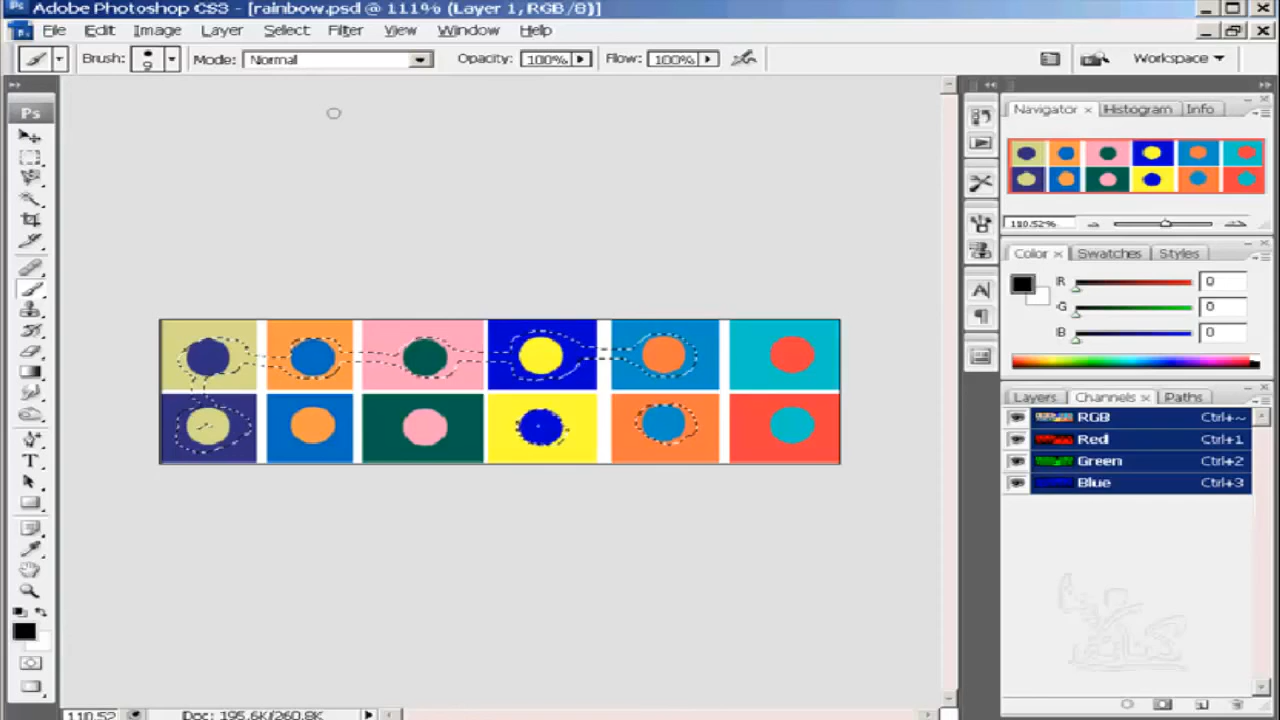 Adobe Photoshop CS3 - [rainbow.psd @ 111% (Layer 1,RGB/8)]
File Edit Image Layer Select Filter View Window Help
Brush: 9 Mode: Normal Opacity: 100% Flow: 100% Workspace
Ps
Navigator Histogram Info
110.52%
Color Swatches Styles
R 0
G 0
B 0
Layers Channels Paths
RGB Ctrl+~
Red Ctrl+1
Green Ctrl+2
Blue Ctrl+3
110.52 Doc: 195.6K/260.8K